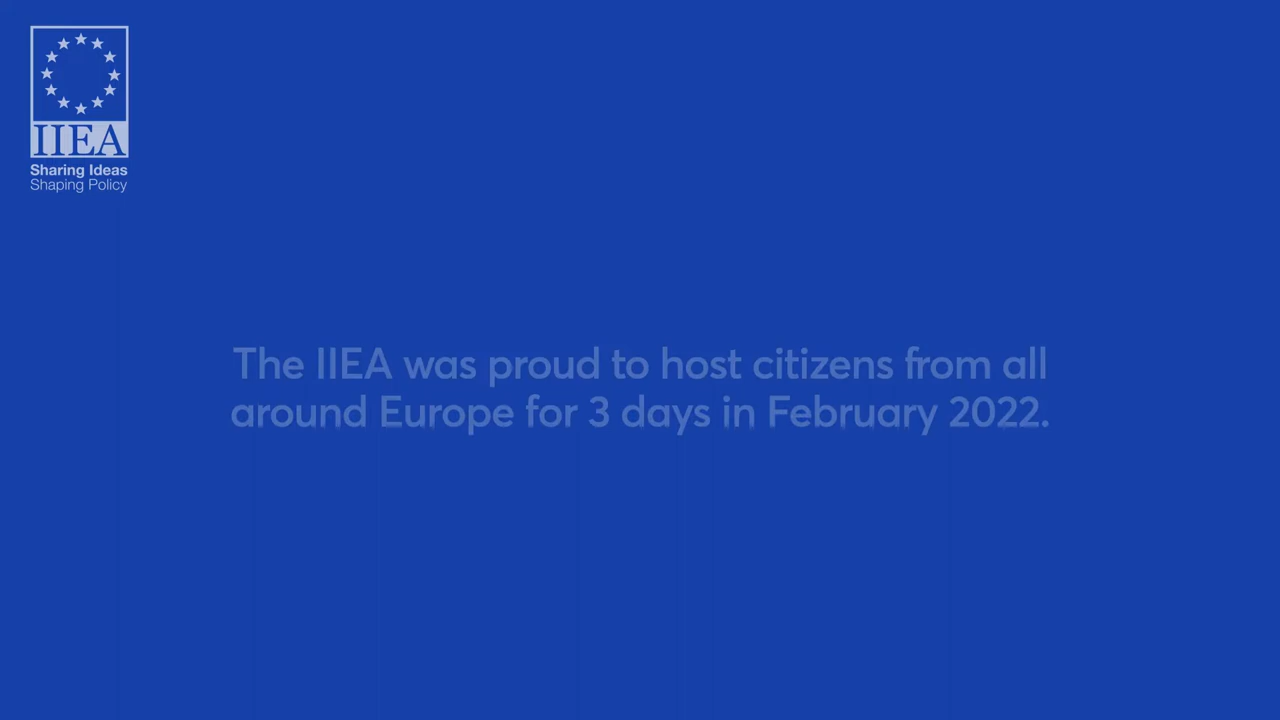 IIEA
Sharing Ideas
Shaping Policy
The IIEA was proud to host citizens from all
around Europe for 3 days in February 2022.